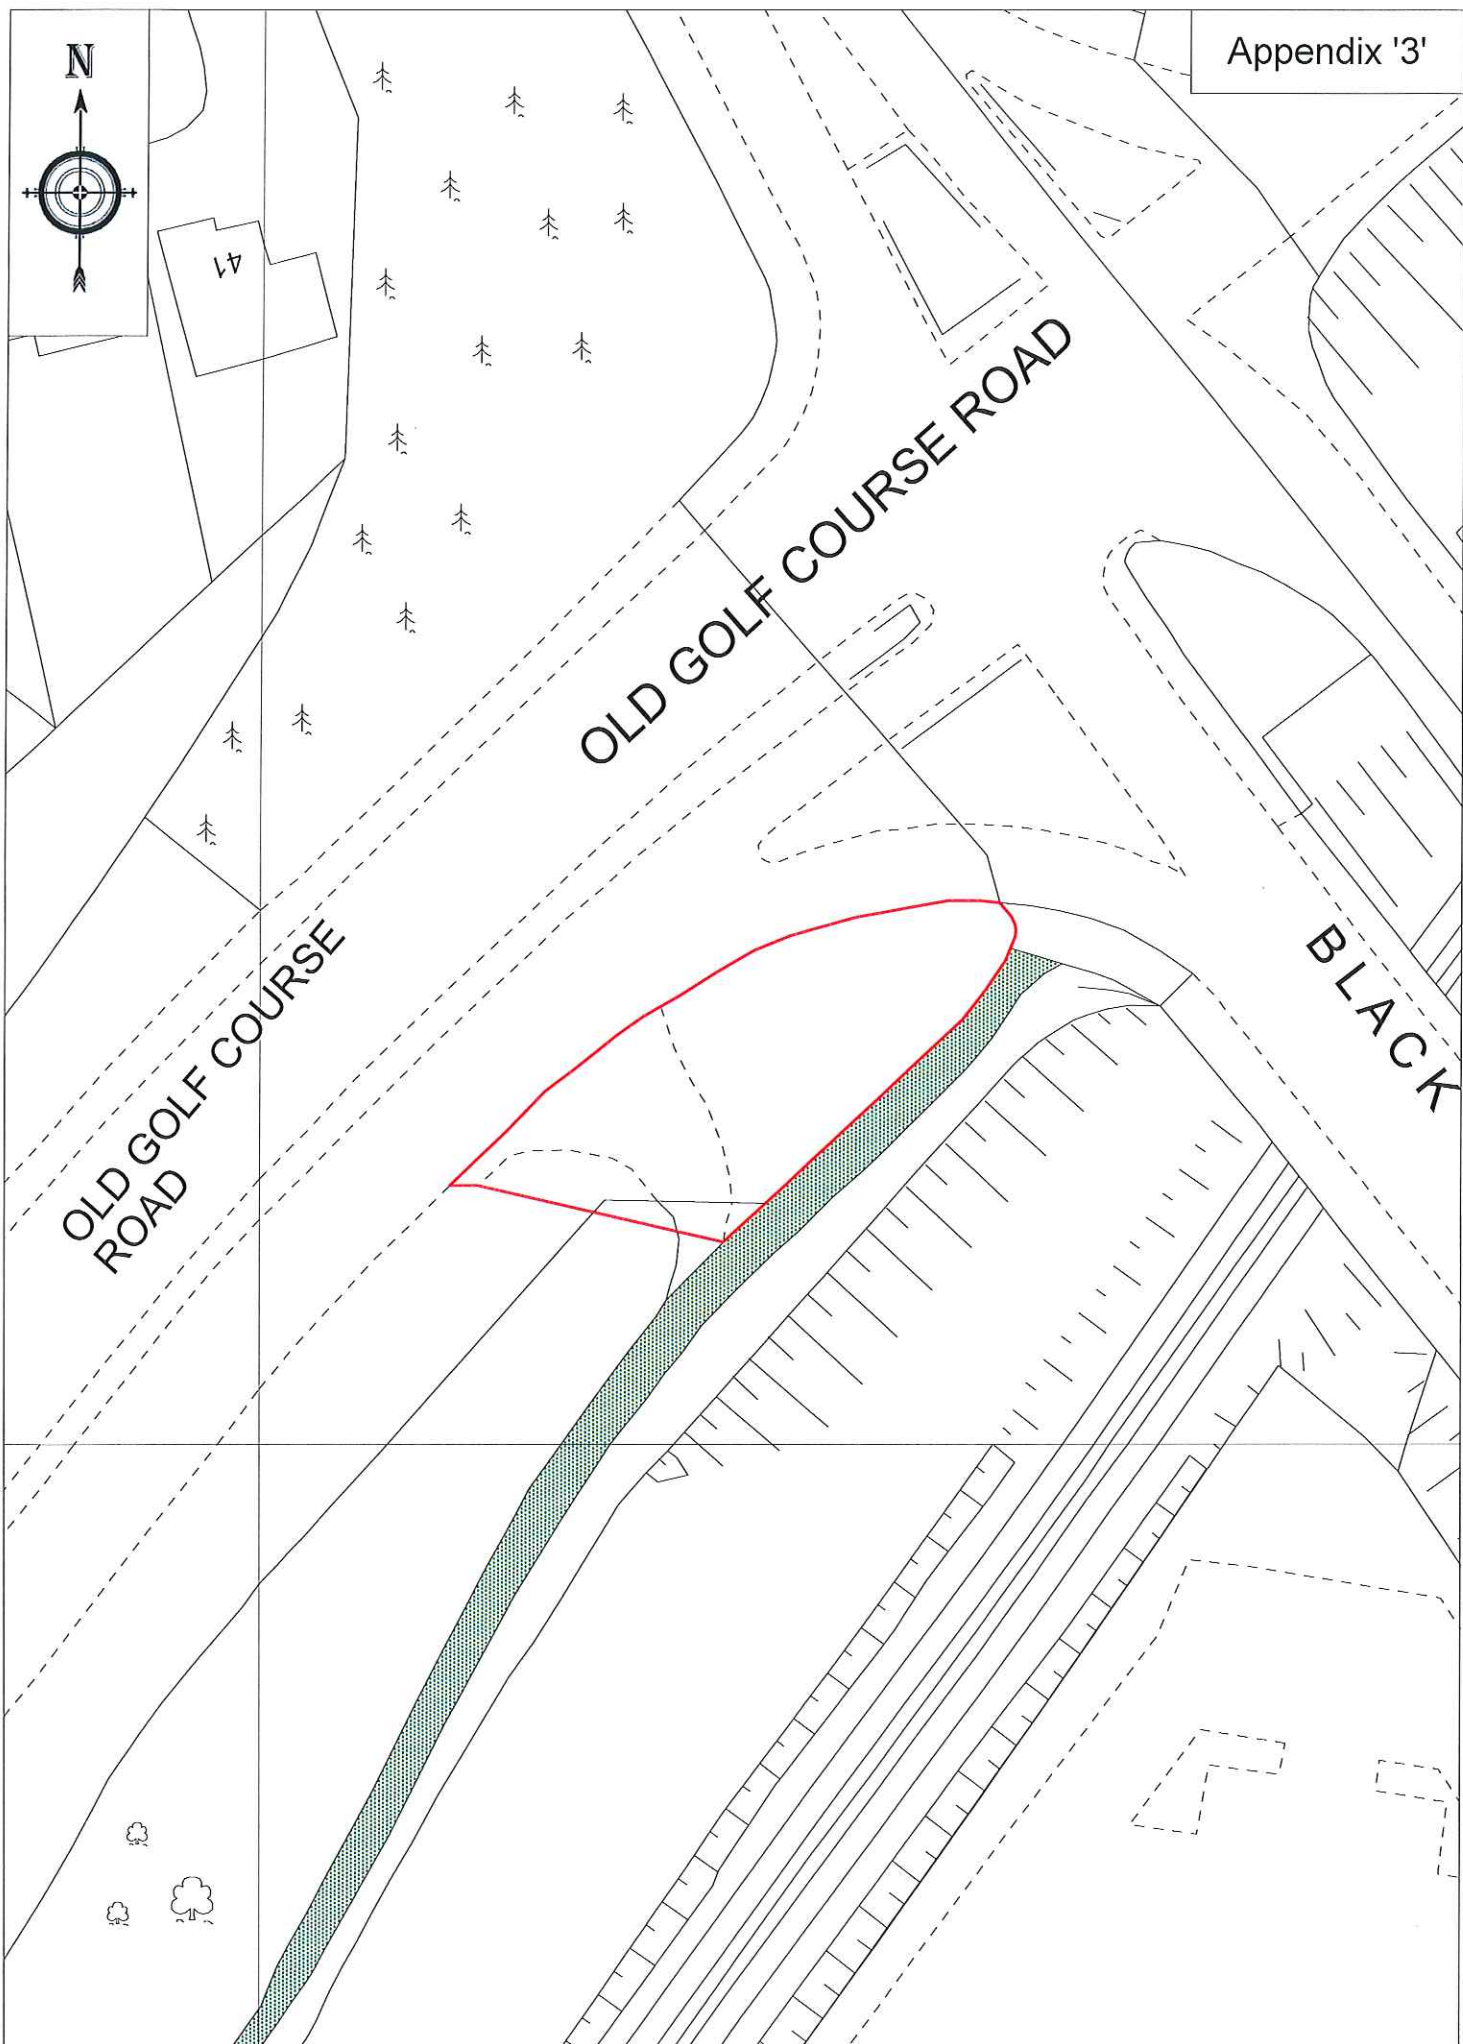 N
Appendix '3'
41
OLD GOLF COURSE ROAD
OLD GOLF COURSE
ROAD
BLACK